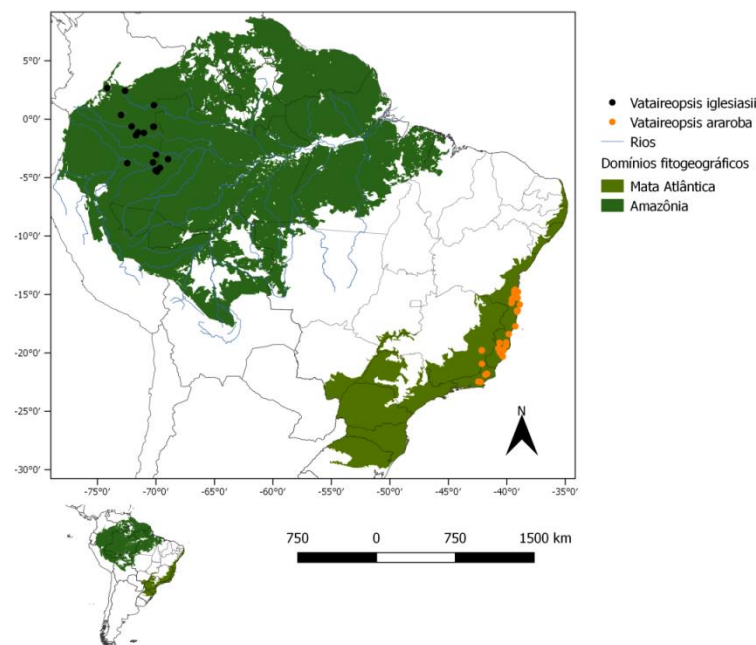 5°0'
0°0'
-5°0'
-10°0'
-15°0'
-20°0'
-25°0'
-30°0'
-75°0'
-70°0'
-65°0'
-60°0'
-55°0'
-50°0'
-45°0'
-40°0'
-35°0'
N
Vataireopsis iglesiasii
Vataireopsis araroba
Rios
Domínios fitogeográficos
Mata Atlântica
Amazônia
750 0 750 1500 km